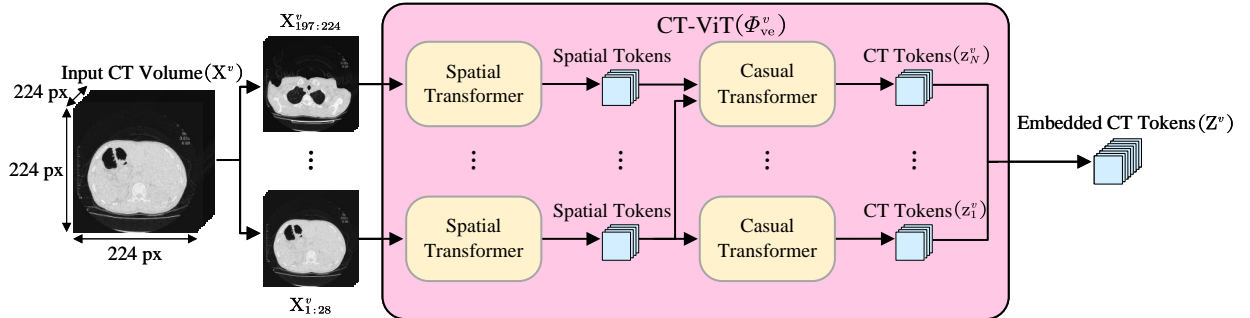 X^v_{197:224}
CT-ViT(Φ^v_{ve})
Input CT Volume(X^v)
224 px
224 px
224 px
Spatial
Transformer
Spatial Tokens
Casual
Transformer
CT Tokens(z^v_N)
Embedded CT Tokens(Z^v)
Spatial
Transformer
Spatial Tokens
Casual
Transformer
CT Tokens(z^v_1)
X^v_{1:28}